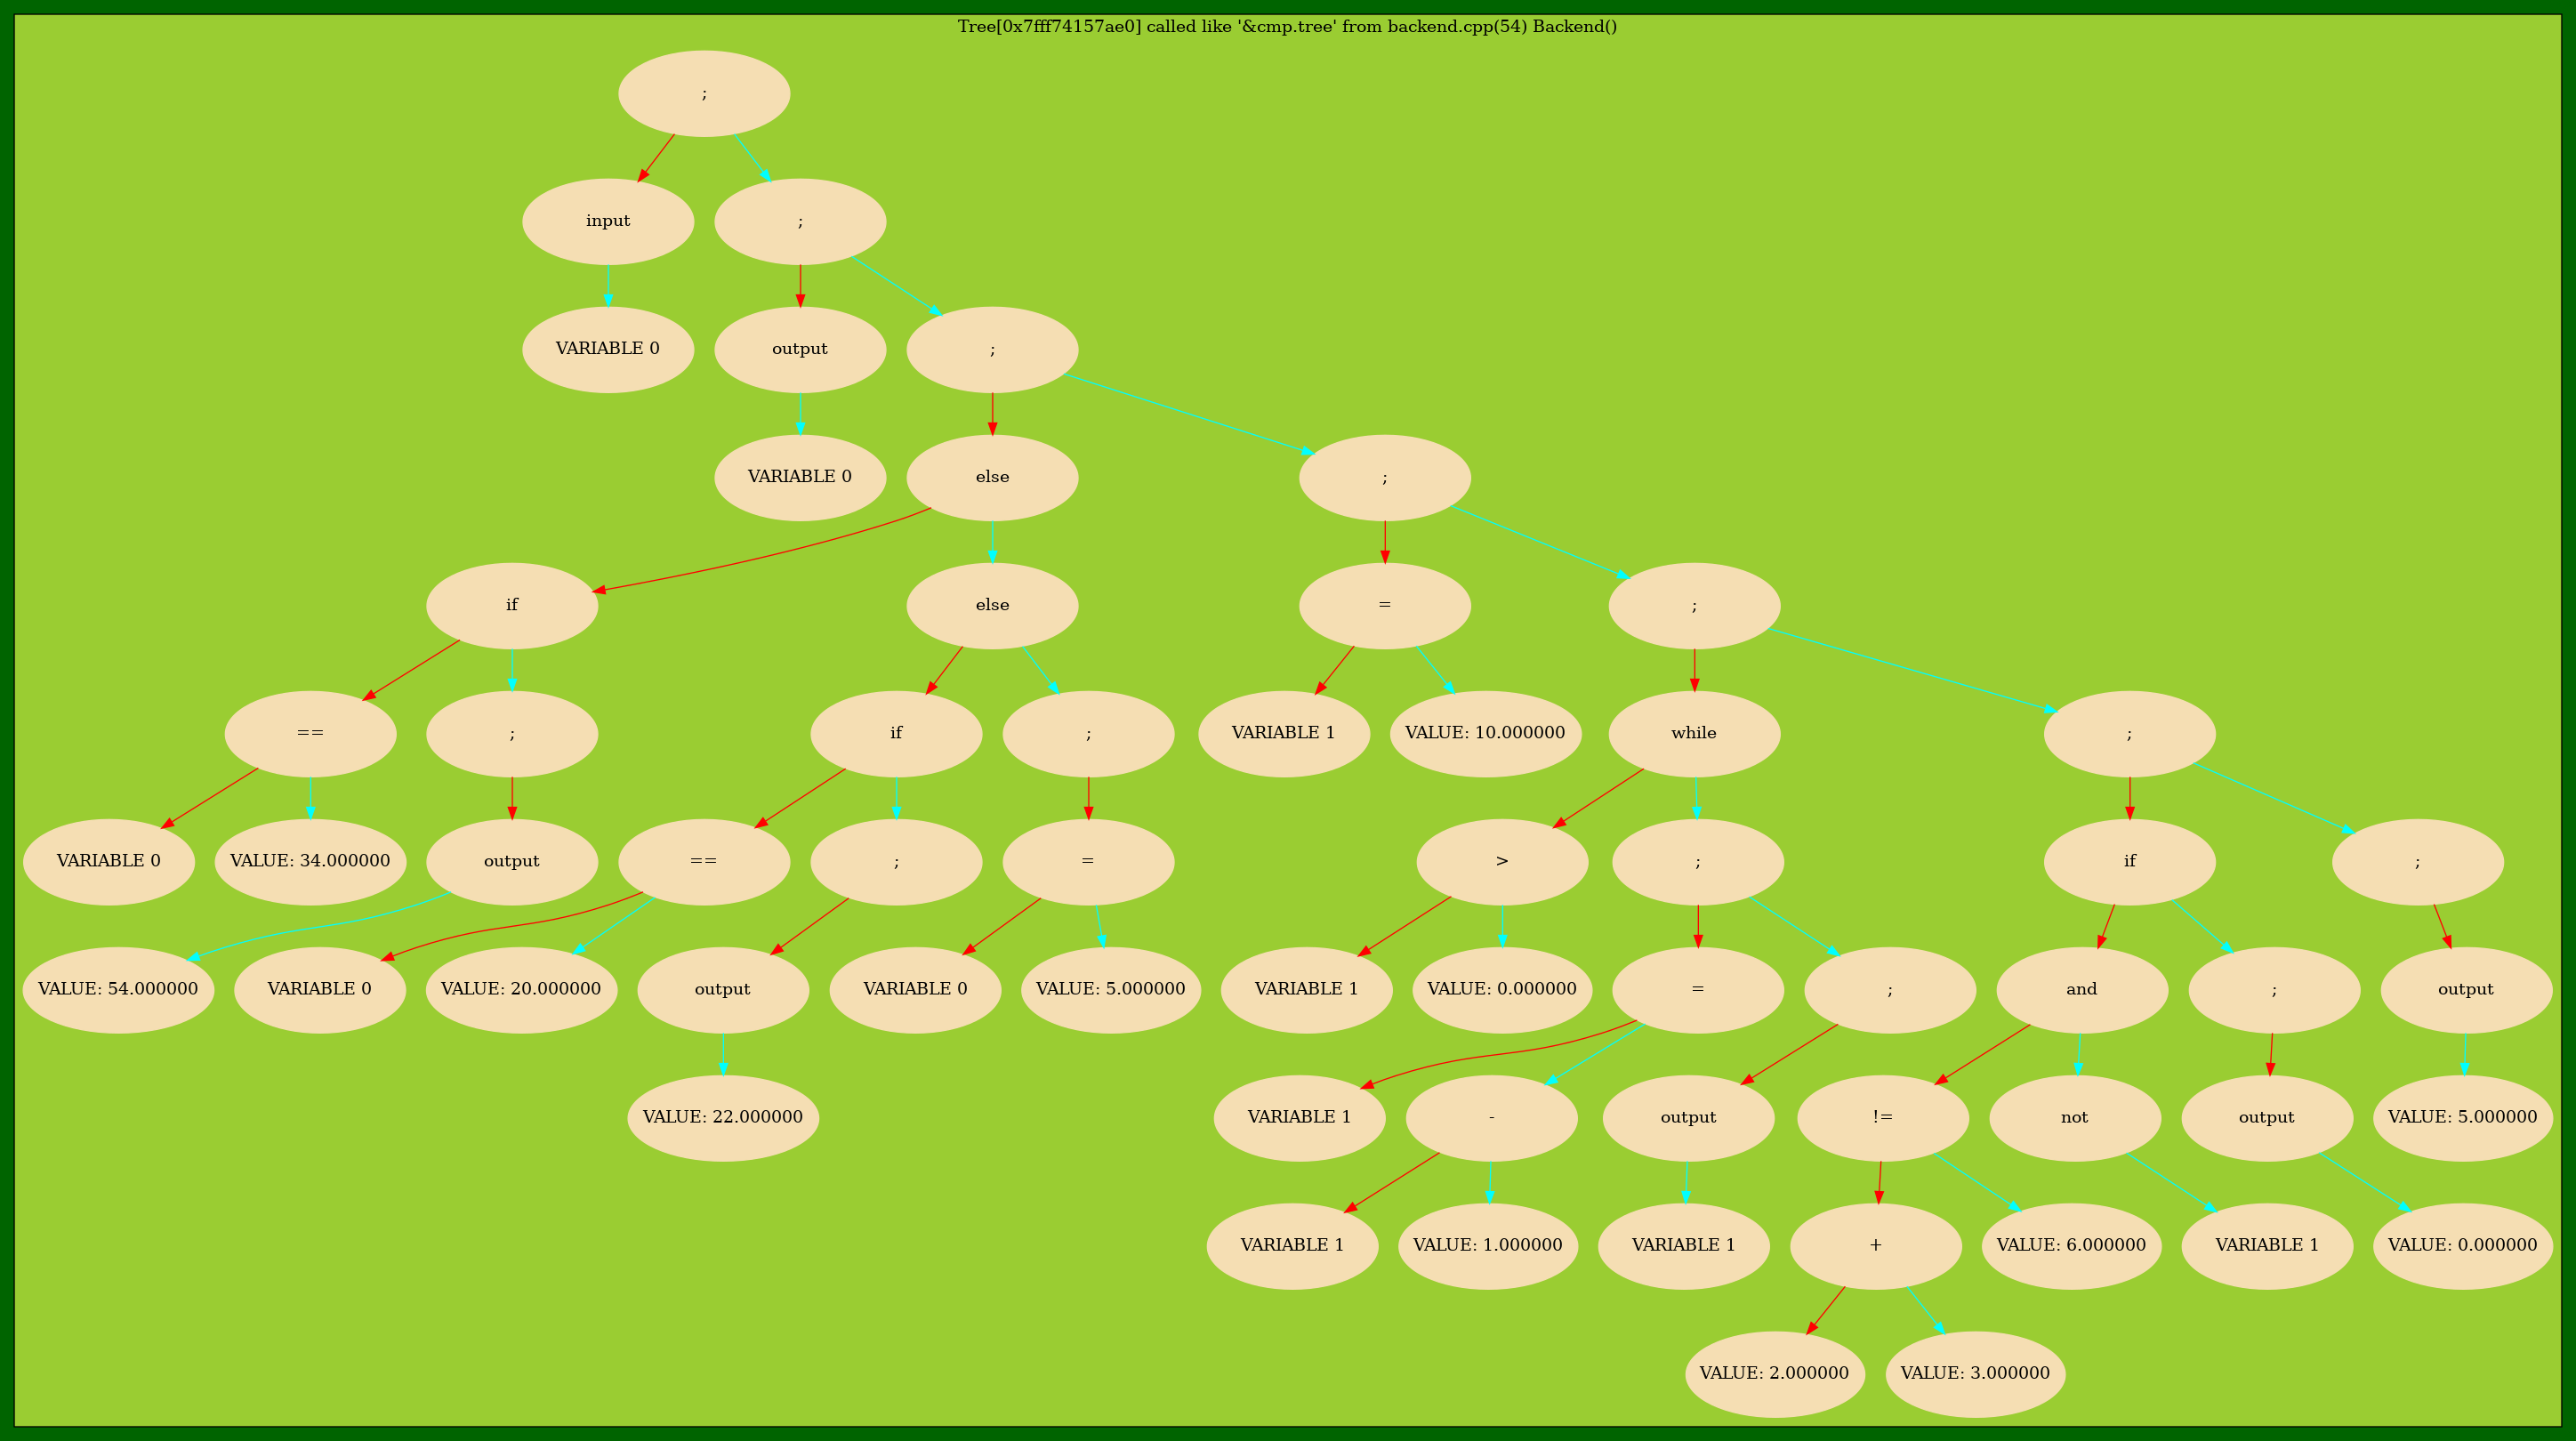 Tree[0x7fff74157ae0] called like '&cmp.tree' from backend.cpp(54) Backend()
;
input
;
VARIABLE 0
output
;
VARIABLE 0
else
;
if
else
=
;
==
;
if
;
VARIABLE 1
VALUE: 10.000000
while
;
VARIABLE 0
VALUE: 34.000000
output
==
;
=
>
;
if
;
VALUE: 54.000000
VARIABLE 0
VALUE: 20.000000
output
VARIABLE 0
VALUE: 5.000000
VARIABLE 1
VALUE: 0.000000
=
;
and
;
output
VALUE: 22.000000
VARIABLE 1
-
output
!=
not
output
VALUE: 5.000000
VARIABLE 1
VALUE: 1.000000
VARIABLE 1
+
VALUE: 6.000000
VARIABLE 1
VALUE: 0.000000
VALUE: 2.000000
VALUE: 3.000000